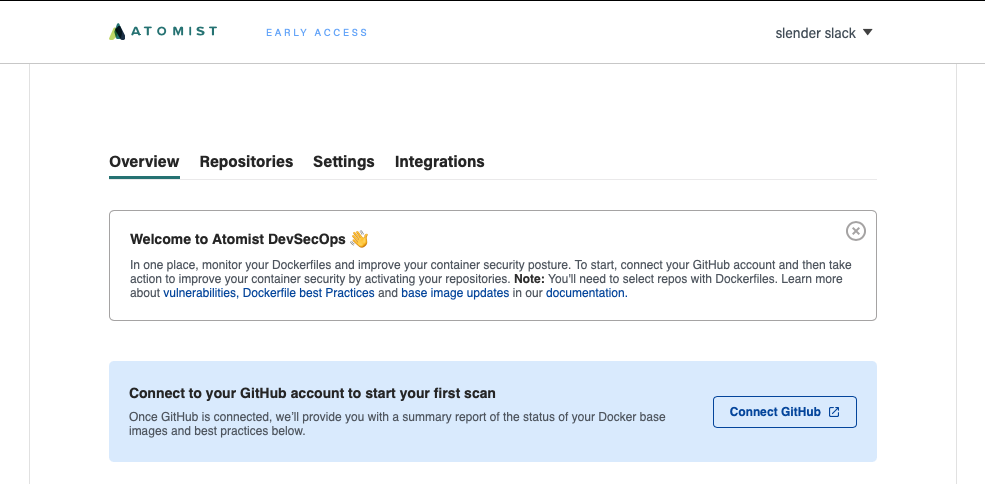 ATOMIST EARLY ACCESS slender slack
Overview Repositories Settings Integrations
Welcome to Atomist DevSecOps 👋
In one place, monitor your Dockerfiles and improve your container security posture. To start, connect your GitHub account and then take
action to improve your container security by activating your repositories. Note: You'll need to select repos with Dockerfiles. Learn more
about vulnerabilities, Dockerfile best Practices and base image updates in our documentation.
Connect to your GitHub account to start your first scan
Once GitHub is connected, we'll provide you with a summary report of the status of your Docker base
images and best practices below.
Connect GitHub